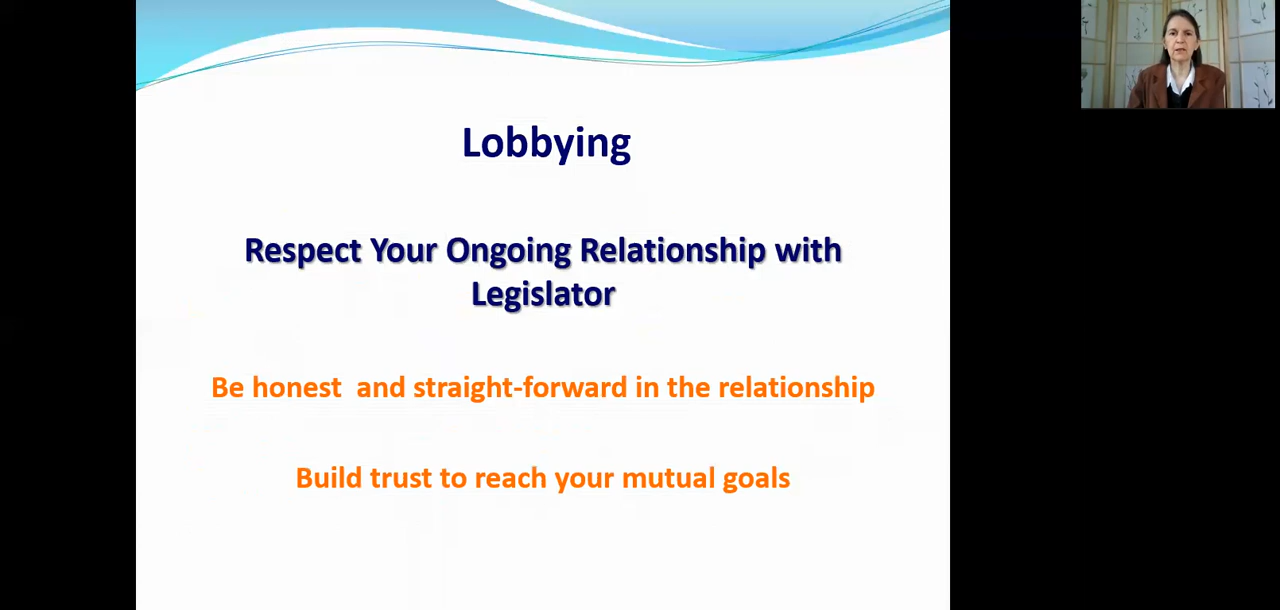 Lobbying
Respect Your Ongoing Relationship with
Legislator
Be honest  and straight-forward in the relationship
Build trust to reach your mutual goals